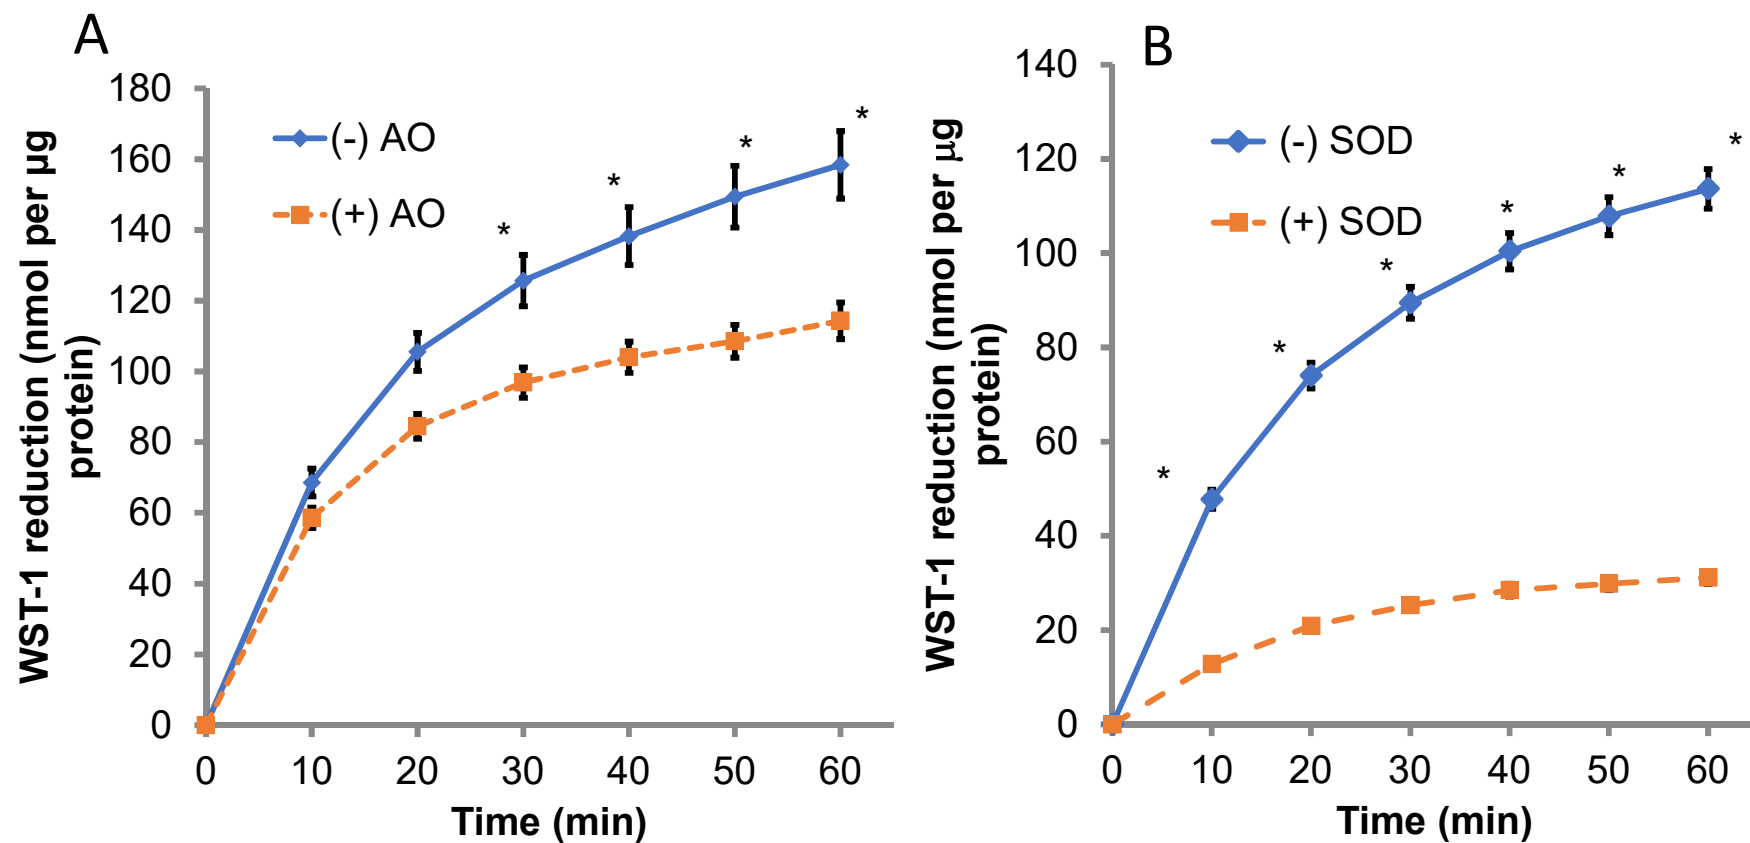 A
WST-1 reduction (nmol per µg
protein)
180
160
140
120
100
80
60
40
20
0
(-) AO
(+) AO
*
*
*
*
0 10 20 30 40 50 60
Time (min)
B
WST-1 reduction (nmol per µg
protein)
140
120
100
80
60
40
20
0
(-) SOD
(+) SOD
*
*
*
*
*
*
0 10 20 30 40 50 60
Time (min)